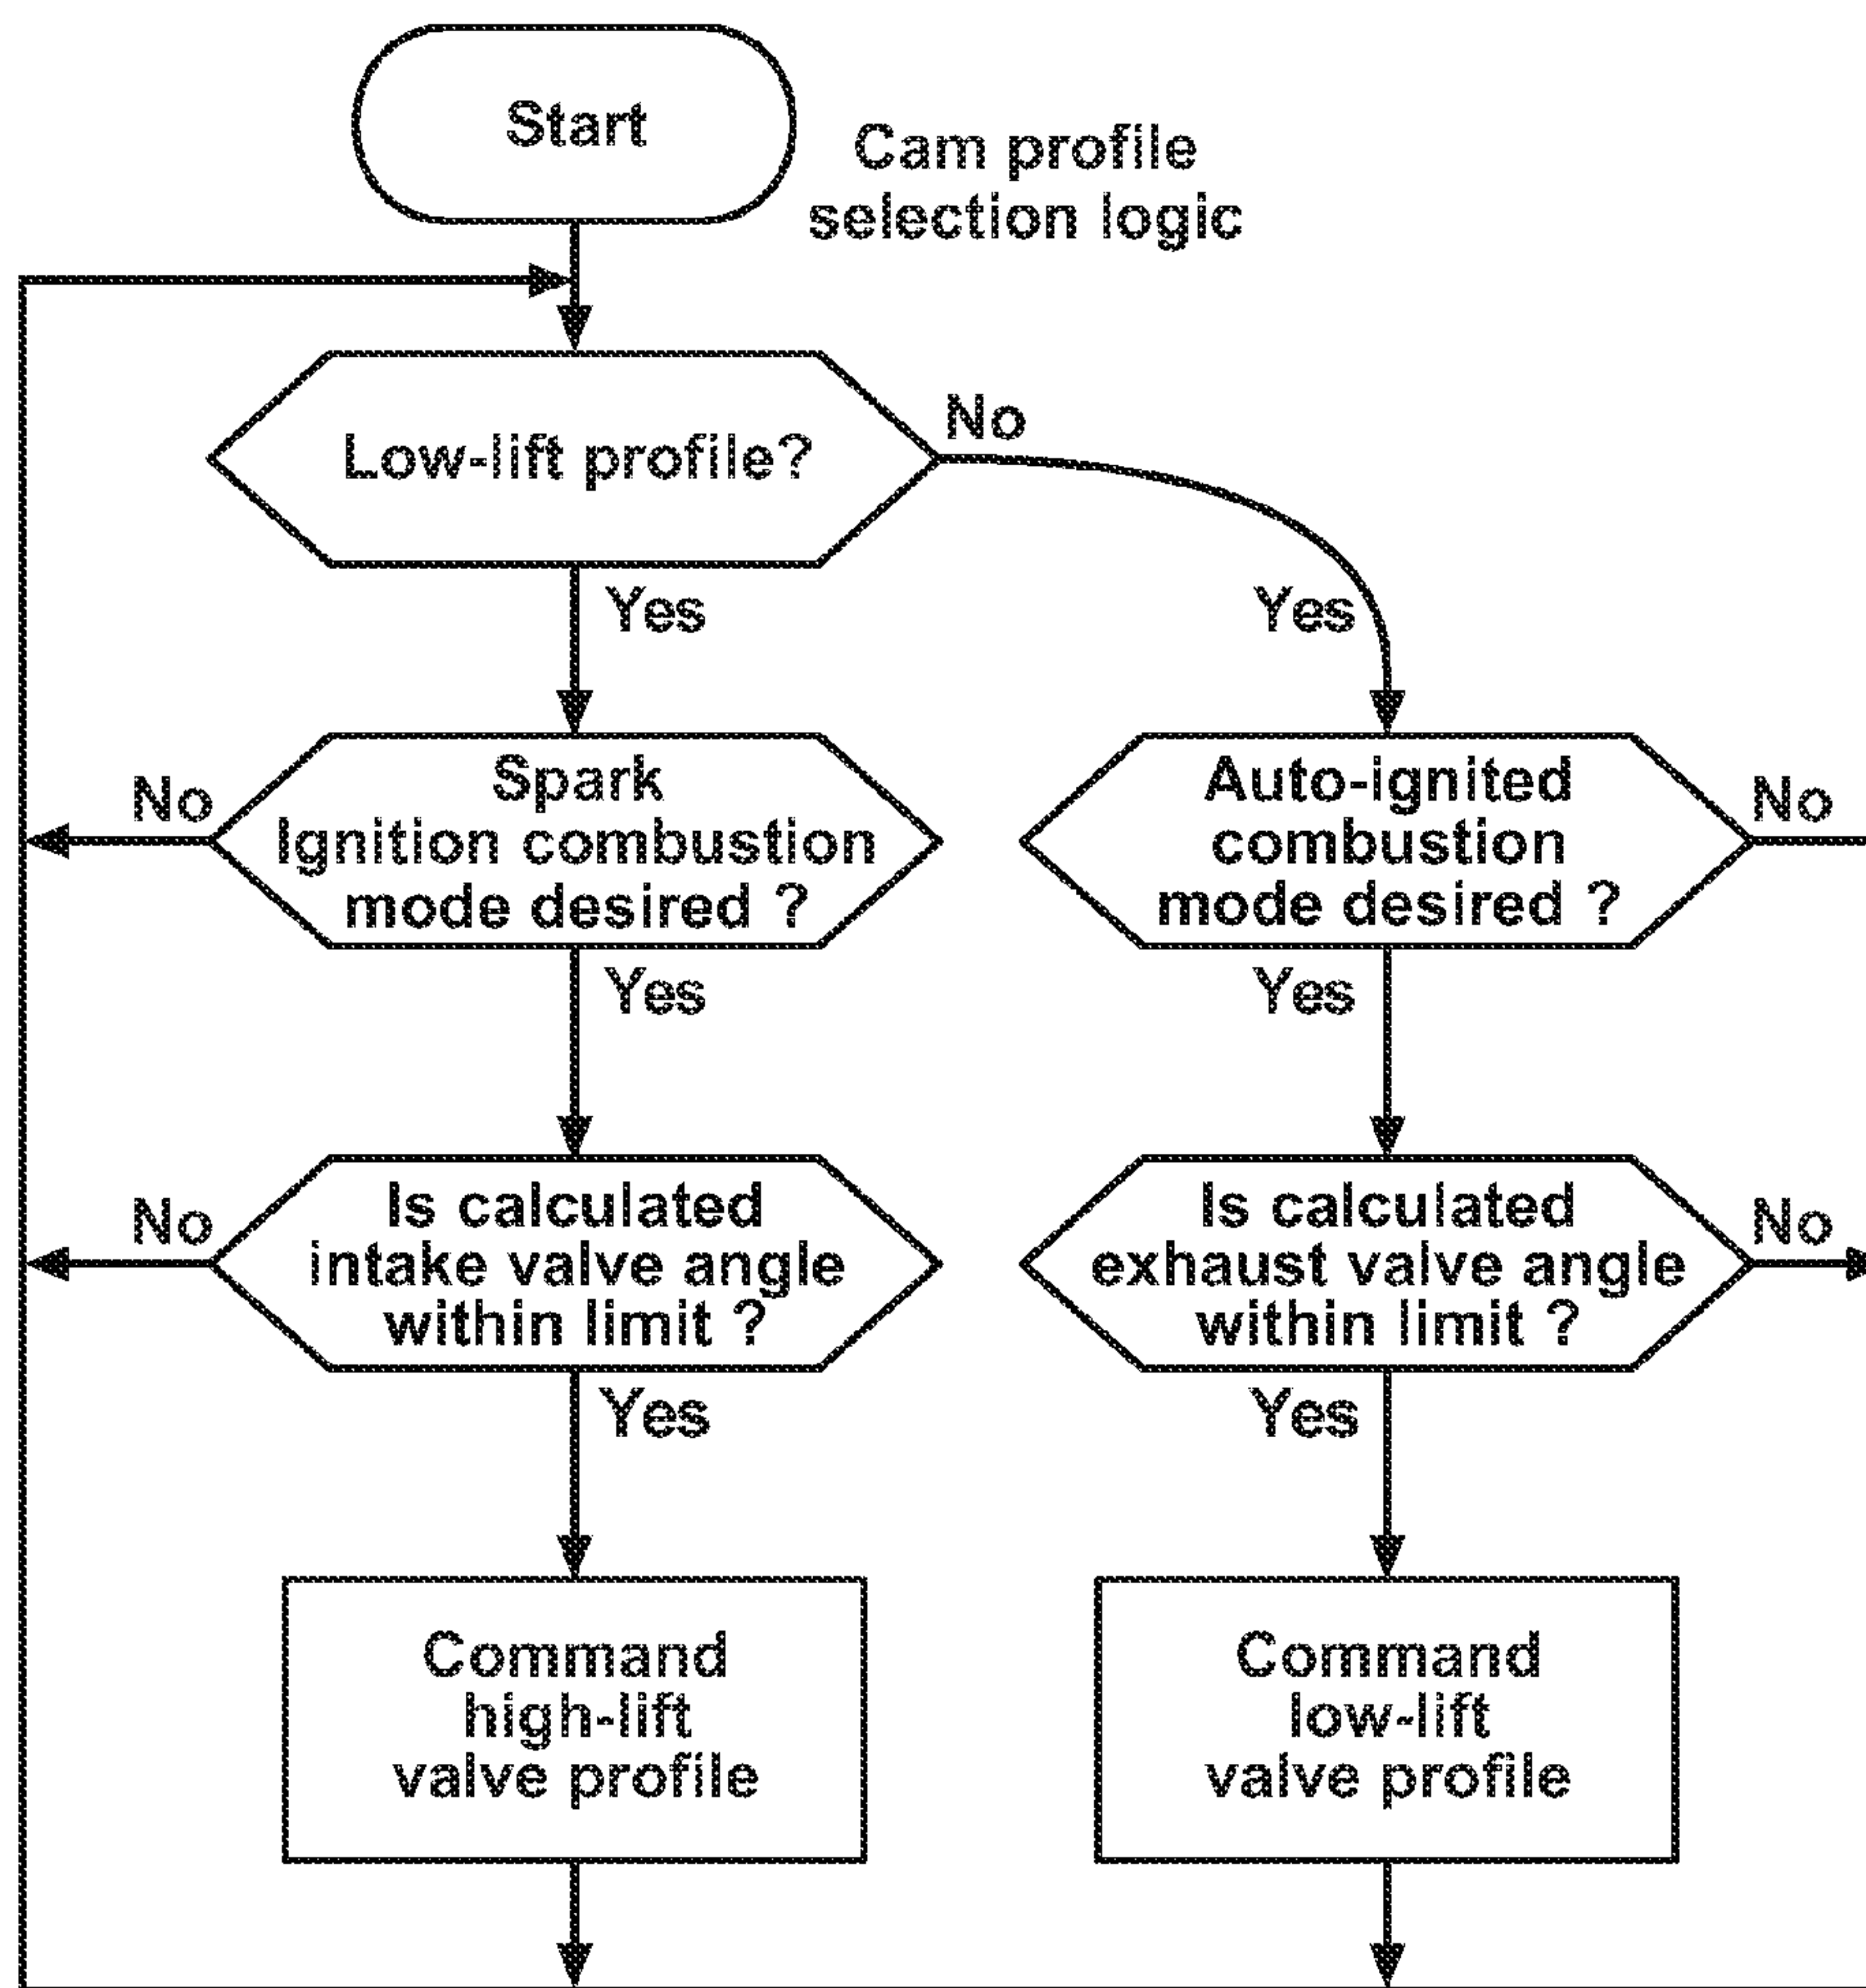 Start
Cam profile
selection logic
Low-lift profile?
No
Yes
Yes
No
Spark
Ignition combustion
mode desired ?
Auto-ignited
combustion
mode desired ?
No
Yes
Yes
No
Is calculated
intake valve angle
within limit ?
Is calculated
exhaust valve angle
within limit ?
No
Yes
Yes
Command
high-lift
valve profile
Command
low-lift
valve profile